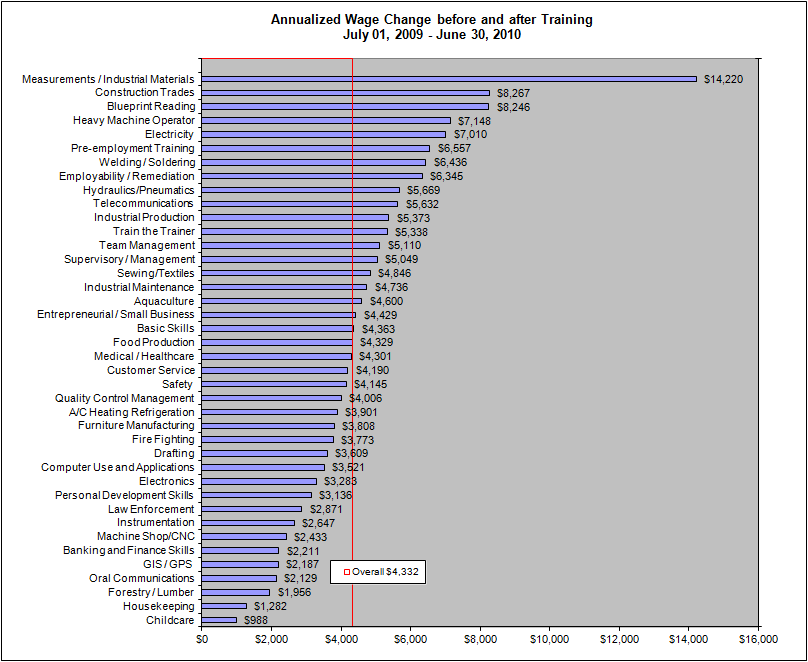 Annualized Wage Change before and after Training
July 01, 2009 - June 30, 2010
Measurements / Industrial Materials $14,220
Construction Trades $8,267
Blueprint Reading $8,246
Heavy Machine Operator $7,148
Electricity $7,010
Pre-employment Training $6,557
Welding / Soldering $6,436
Employability / Remediation $6,345
Hydraulics/Pneumatics $5,669
Telecommunications $5,632
Industrial Production $5,373
Train the Trainer $5,338
Team Management $5,110
Supervisory / Management $5,049
Sewing/Textiles $4,846
Industrial Maintenance $4,736
Aquaculture $4,600
Entrepreneurial / Small Business $4,429
Basic Skills $4,363
Food Production $4,329
Medical / Healthcare $4,301
Customer Service $4,190
Safety $4,145
Quality Control Management $4,006
A/C Heating Refrigeration $3,901
Furniture Manufacturing $3,808
Fire Fighting $3,773
Drafting $3,609
Computer Use and Applications $3,521
Electronics $3,283
Personal Development Skills $3,136
Law Enforcement $2,871
Instrumentation $2,647
Machine Shop/CNC $2,433
Banking and Finance Skills $2,211
GIS / GPS $2,187
Overall $4,332
Oral Communications $2,129
Forestry / Lumber $1,956
Housekeeping $1,282
Childcare $988
$0 $2,000 $4,000 $6,000 $8,000 $10,000 $12,000 $14,000 $16,000